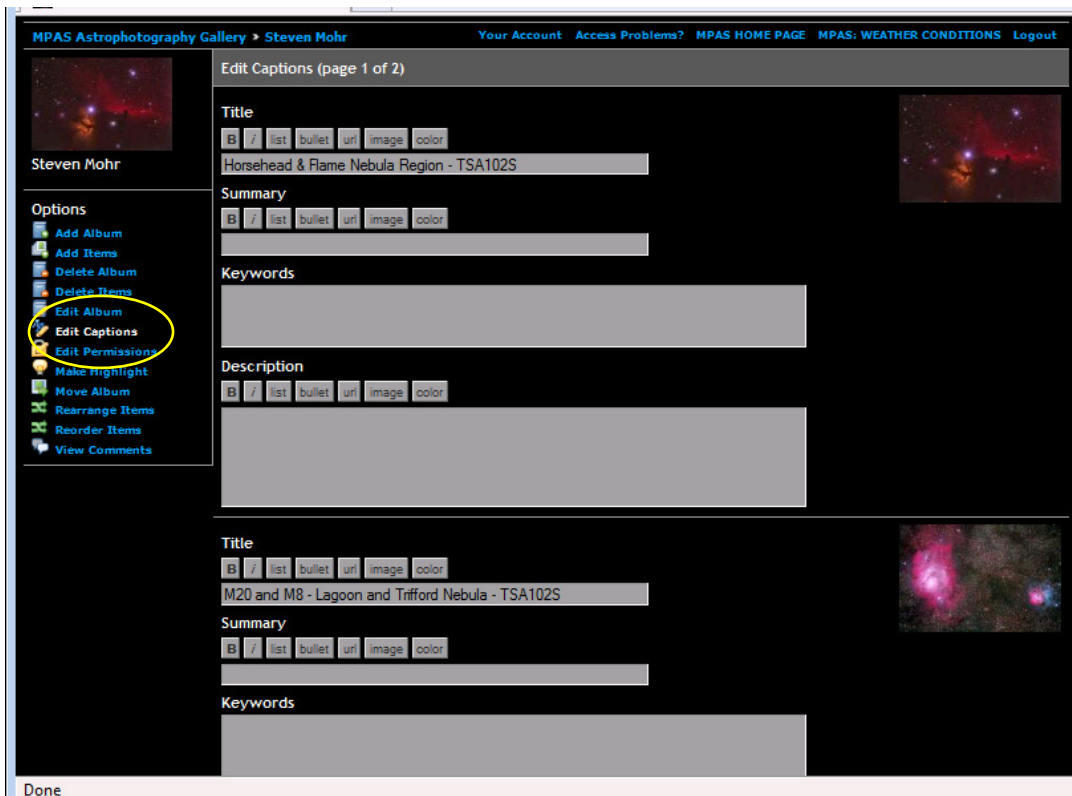 MPAS Astrophotography Gallery › Steven Mohr Your Account Access Problems? MPAS HOME PAGE MPAS: WEATHER CONDITIONS Logout
Steven Mohr
Options
Add Album
Add Items
Delete Album
Delete Items
Edit Album
Edit Captions
Edit Permissions
Make Highlight
Move Album
Rearrange Items
Reorder Items
View Comments
Edit Captions (page 1 of 2)
Title
B i list bullet url image color
Horsehead & Flame Nebula Region - TSA102S
Summary
B i list bullet url image color
Keywords
Description
B i list bullet url image color
Title
B i list bullet url image color
M20 and M8 - Lagoon and Trifford Nebula - TSA102S
Summary
B i list bullet url image color
Keywords
Done